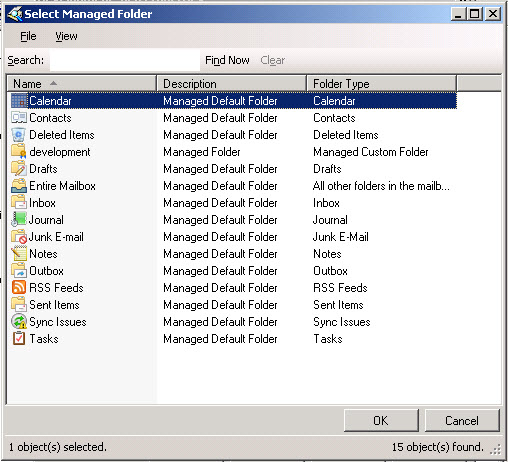 Select Managed Folder
File View
Search: Find Now Clear
Name Description Folder Type
Calendar Managed Default Folder Calendar
Contacts Managed Default Folder Contacts
Deleted Items Managed Default Folder Deleted Items
development Managed Folder Managed Custom Folder
Drafts Managed Default Folder Drafts
Entire Mailbox Managed Default Folder All other folders in the mailb...
Inbox Managed Default Folder Inbox
Journal Managed Default Folder Journal
Junk E-mail Managed Default Folder Junk E-mail
Notes Managed Default Folder Notes
Outbox Managed Default Folder Outbox
RSS Feeds Managed Default Folder RSS Feeds
Sent Items Managed Default Folder Sent Items
Sync Issues Managed Default Folder Sync Issues
Tasks Managed Default Folder Tasks
OK Cancel
1 object(s) selected. 15 object(s) found.